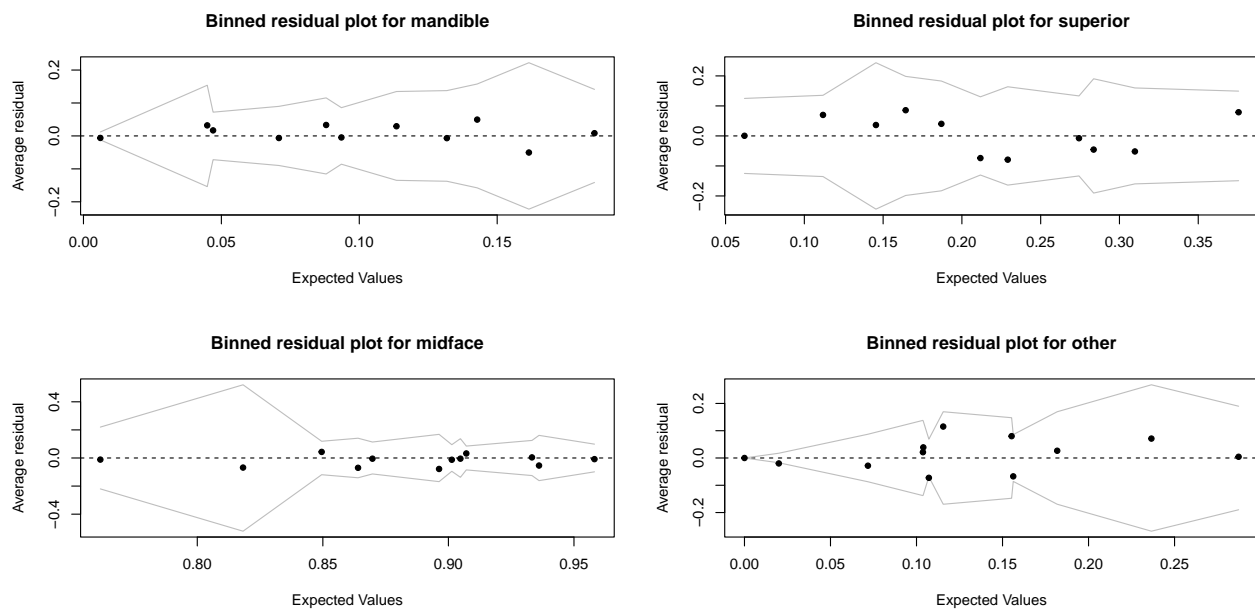 Binned residual plot for mandible
Average residual
0.2
0.0
−0.2
0.00 0.05 0.10 0.15
Expected Values
Binned residual plot for superior
Average residual
0.2
0.0
−0.2
0.05 0.10 0.15 0.20 0.25 0.30 0.35
Expected Values
Binned residual plot for midface
Average residual
0.4
0.0
−0.4
0.80 0.85 0.90 0.95
Expected Values
Binned residual plot for other
Average residual
0.2
0.0
−0.2
0.00 0.05 0.10 0.15 0.20 0.25
Expected Values